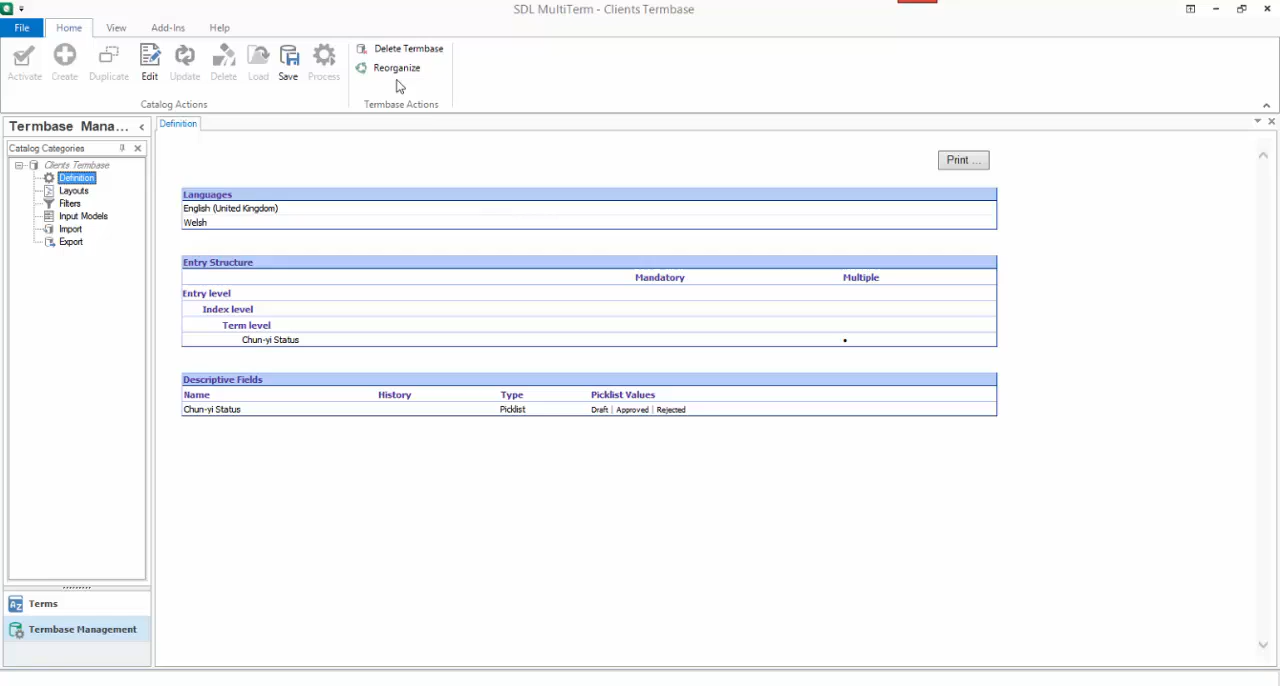 SDL MultiTerm - Clients Termbase
File Home View Add-Ins Help
Activate Create Duplicate Edit Update Delete Load Save Process
Delete Termbase
Reorganize
Catalog Actions Termbase Actions
Termbase Mana...
Catalog Categories
Clients Termbase
Definition
Layouts
Filters
Input Models
Import
Export
Terms
Termbase Management
Definition
Print ...
Languages
English (United Kingdom)
Welsh
Entry Structure
Mandatory Multiple
Entry level
Index level
Term level
Chun-yi Status •
Descriptive Fields
Name History Type Picklist Values
Chun-yi Status Picklist Draft | Approved | Rejected